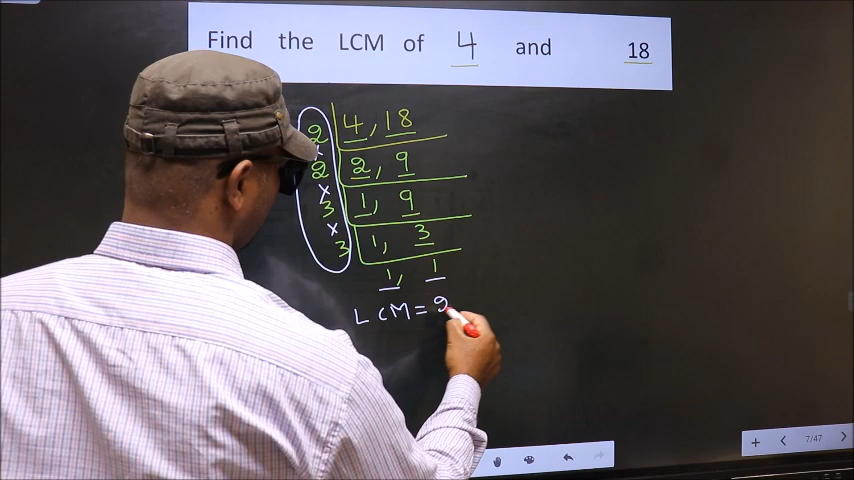 Find the LCM of 4 and 18
2 4, 18
×
2 2, 9
×
3 1, 9
×
3 1, 3
1, 1
LCM = 9
+ < 7/47 >